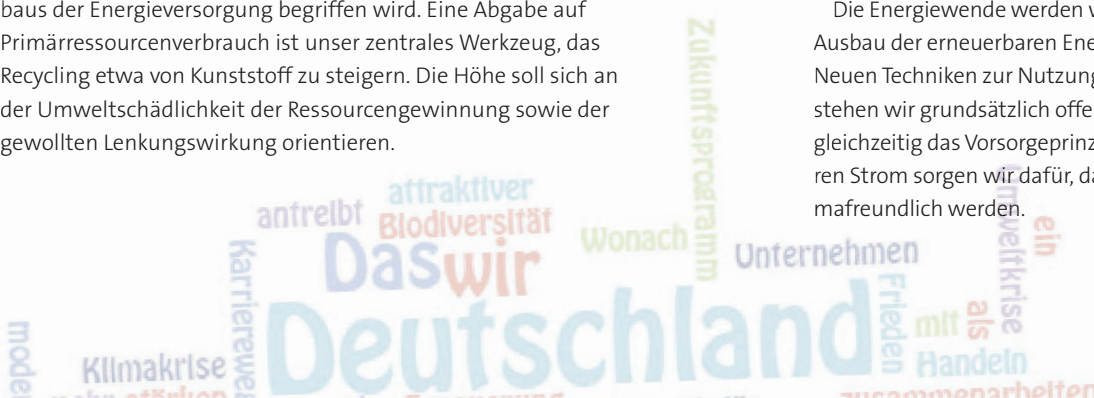 baus der Energieversorgung begriffen wird. Eine Abgabe auf
Primärressourcenverbrauch ist unser zentrales Werkzeug, das
Recycling etwa von Kunststoff zu steigern. Die Höhe soll sich an
der Umweltschädlichkeit der Ressourcengewinnung sowie der
gewollten Lenkungswirkung orientieren.
Die Energiewende werden
Ausbau der erneuerbaren Ene
Neuen Techniken zur Nutzung
stehen wir grundsätzlich offe
gleichzeitig das Vorsorgeprinz
ren Strom sorgen wir dafür, da
mafreundlich werden.
Zukunftsprogramm
attraktiver
antreibt
Biodiversität
Wonach
Das
wir
Unternehmen
Umweltkrise
ein
Karrierewe
Deutschland
Frieden
mit
als
Handeln
mode
Klimakrise
stärken
zusammenarbeiten